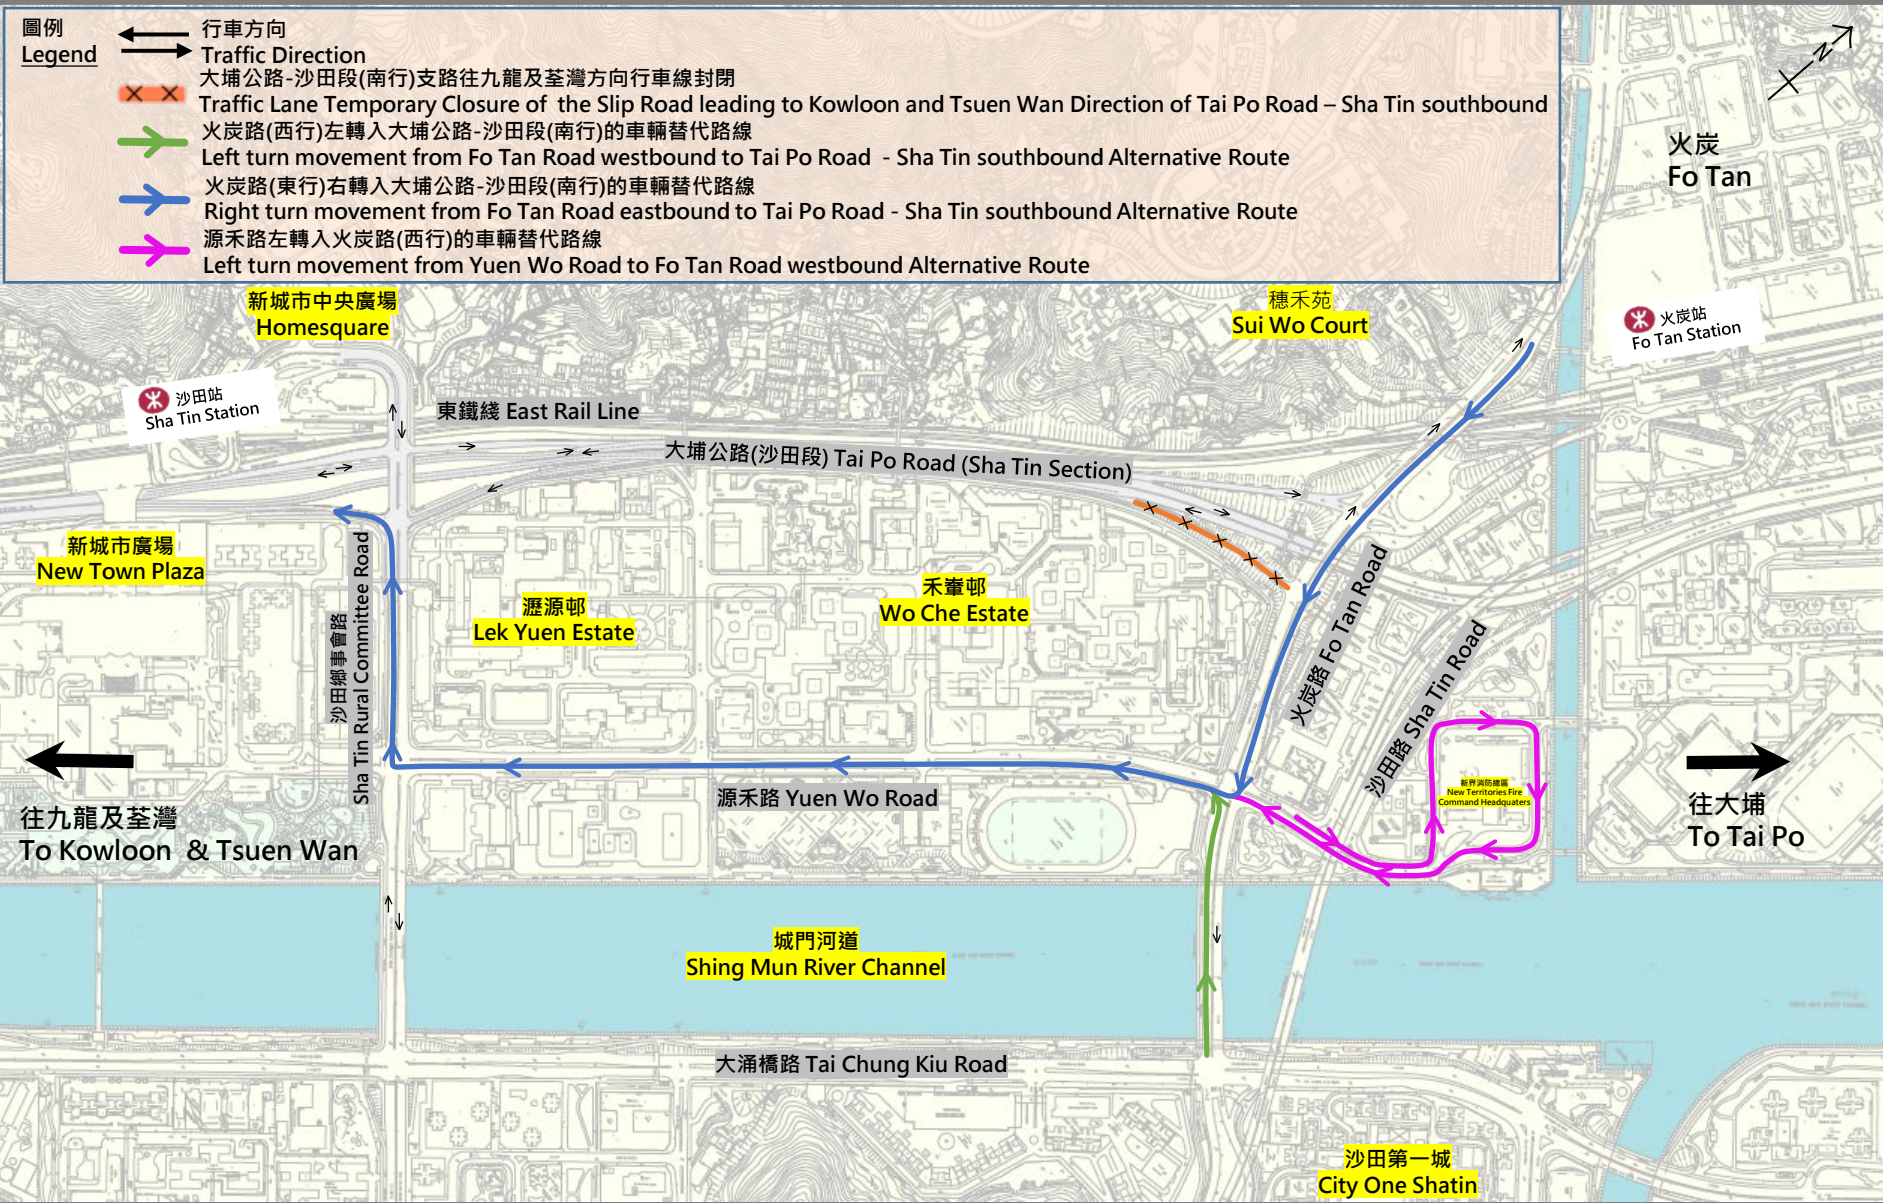 圖例
Legend
行車方向
Traffic Direction
大埔公路-沙田段(南行)支路往九龍及荃灣方向行車線封閉
Traffic Lane Temporary Closure of the Slip Road leading to Kowloon and Tsuen Wan Direction of Tai Po Road – Sha Tin southbound
火炭路(西行)左轉入大埔公路-沙田段(南行)的車輛替代路線
Left turn movement from Fo Tan Road westbound to Tai Po Road - Sha Tin southbound Alternative Route
火炭路(東行)右轉入大埔公路-沙田段(南行)的車輛替代路線
Right turn movement from Fo Tan Road eastbound to Tai Po Road - Sha Tin southbound Alternative Route
源禾路左轉入火炭路(西行)的車輛替代路線
Left turn movement from Yuen Wo Road to Fo Tan Road westbound Alternative Route
N
火炭
Fo Tan
新城市中央廣場
Homesquare
穗禾苑
Sui Wo Court
火炭站
Fo Tan Station
沙田站
Sha Tin Station
東鐵綫 East Rail Line
大埔公路(沙田段) Tai Po Road (Sha Tin Section)
新城市廣場
New Town Plaza
沙田鄉事會路
Sha Tin Rural Committee Road
瀝源邨
Lek Yuen Estate
禾輋邨
Wo Che Estate
火炭路 Fo Tan Road
沙田路 Sha Tin Road
新界消防總區
New Territories Fire
Command Headquaters
往九龍及荃灣
To Kowloon & Tsuen Wan
源禾路 Yuen Wo Road
往大埔
To Tai Po
城門河道
Shing Mun River Channel
大涌橋路 Tai Chung Kiu Road
沙田第一城
City One Shatin